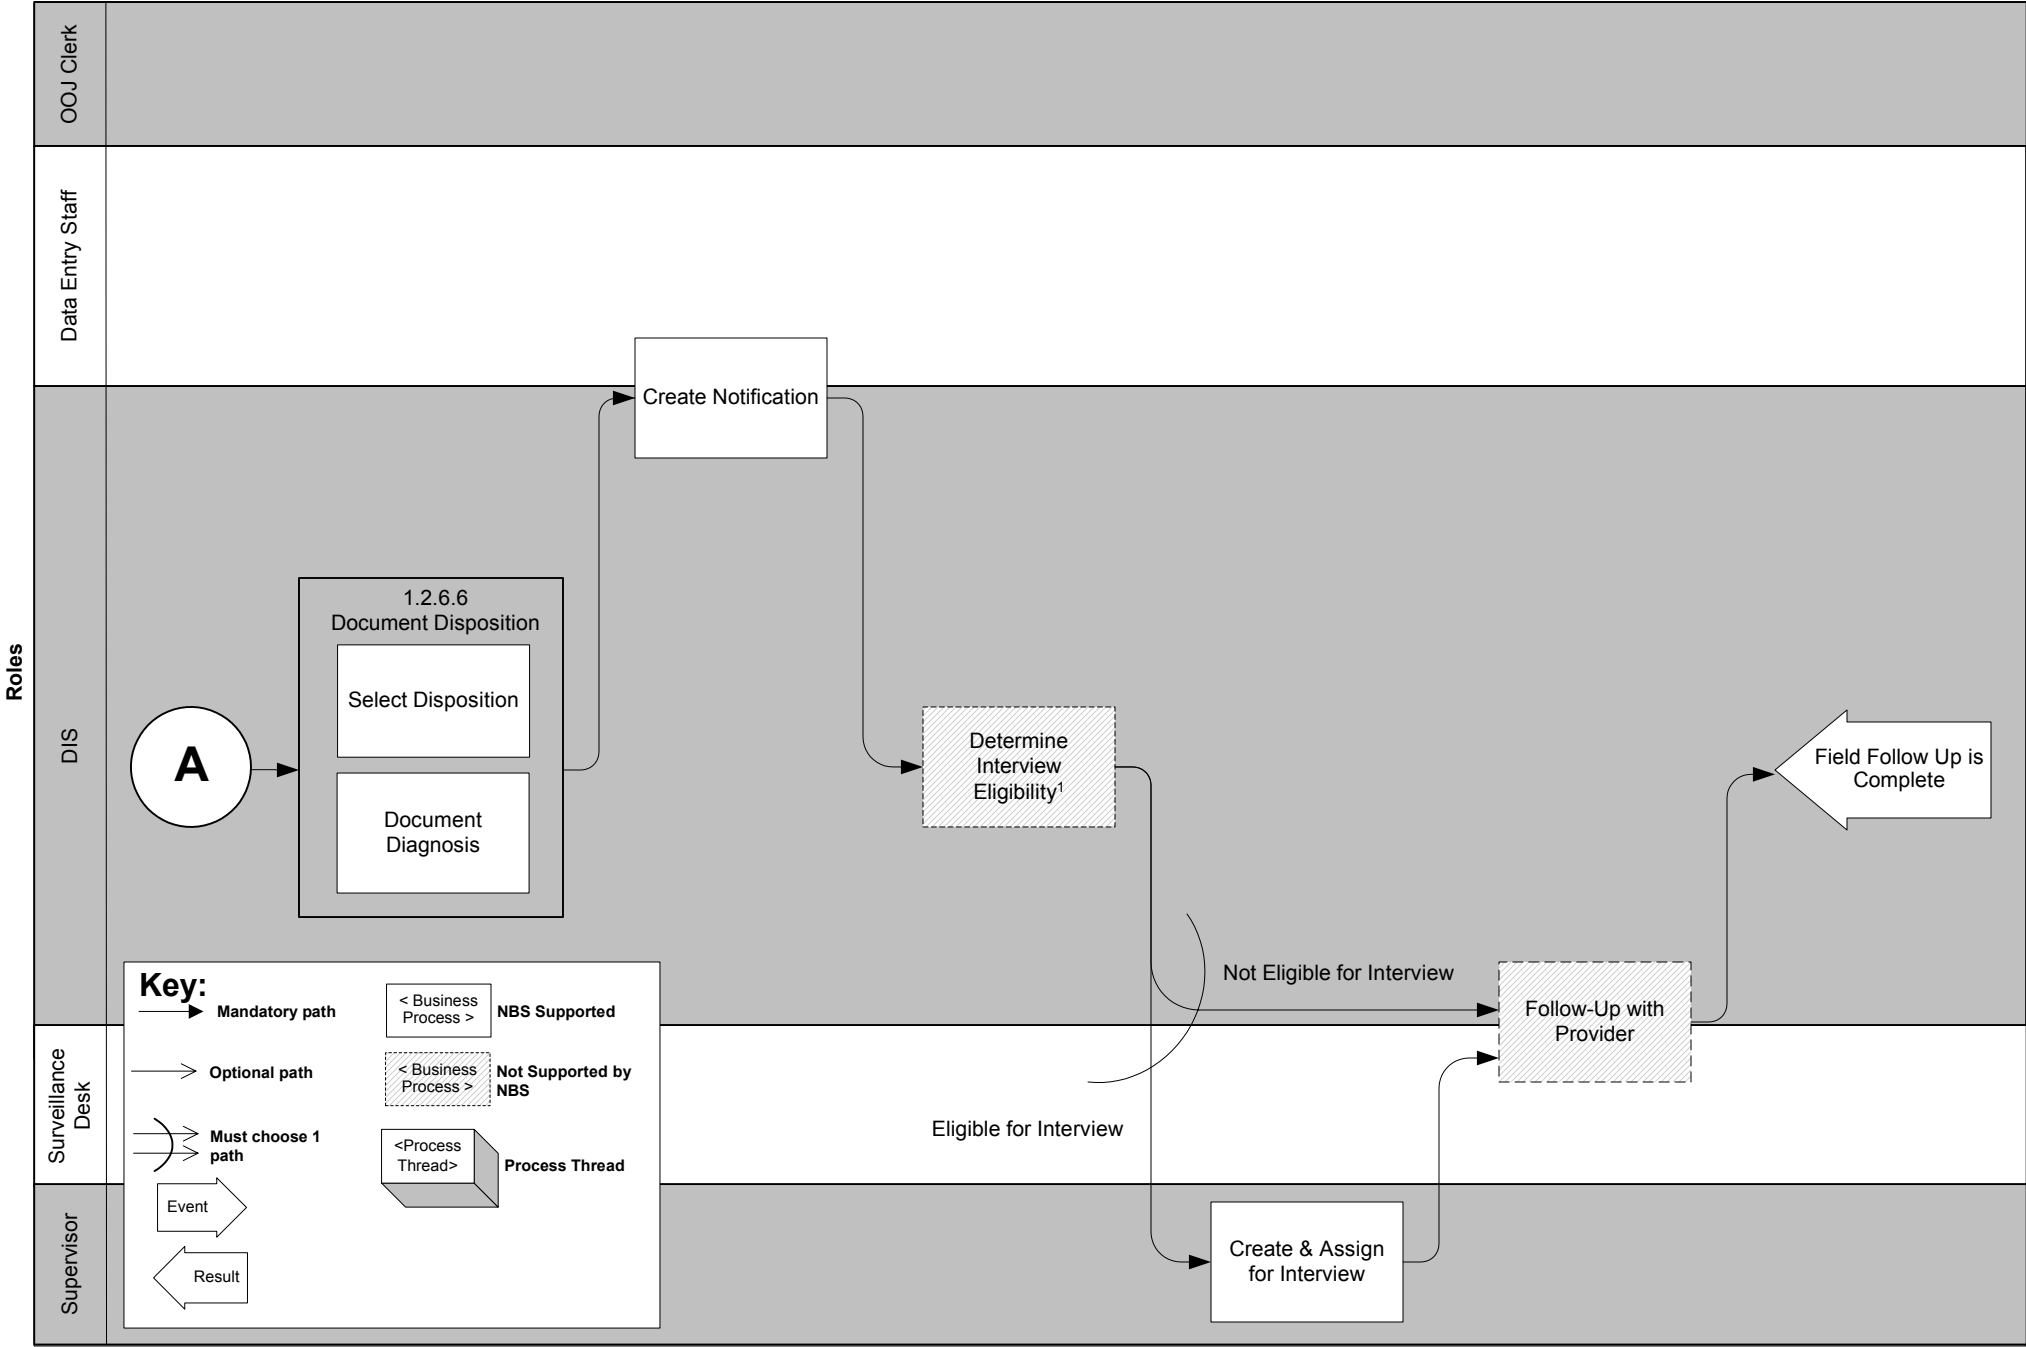 Roles
OOJ Clerk
Data Entry Staff
DIS
Surveillance
Desk
Supervisor
A
1.2.6.6
Document Disposition
Select Disposition
Document
Diagnosis
Create Notification
Determine
Interview
Eligibility¹
Not Eligible for Interview
Eligible for Interview
Create & Assign
for Interview
Follow-Up with
Provider
Field Follow Up is
Complete
Key:
Mandatory path
Optional path
Must choose 1
path
Event
Result
< Business
Process >
NBS Supported
< Business
Process >
Not Supported by
NBS
<Process
Thread>
Process Thread